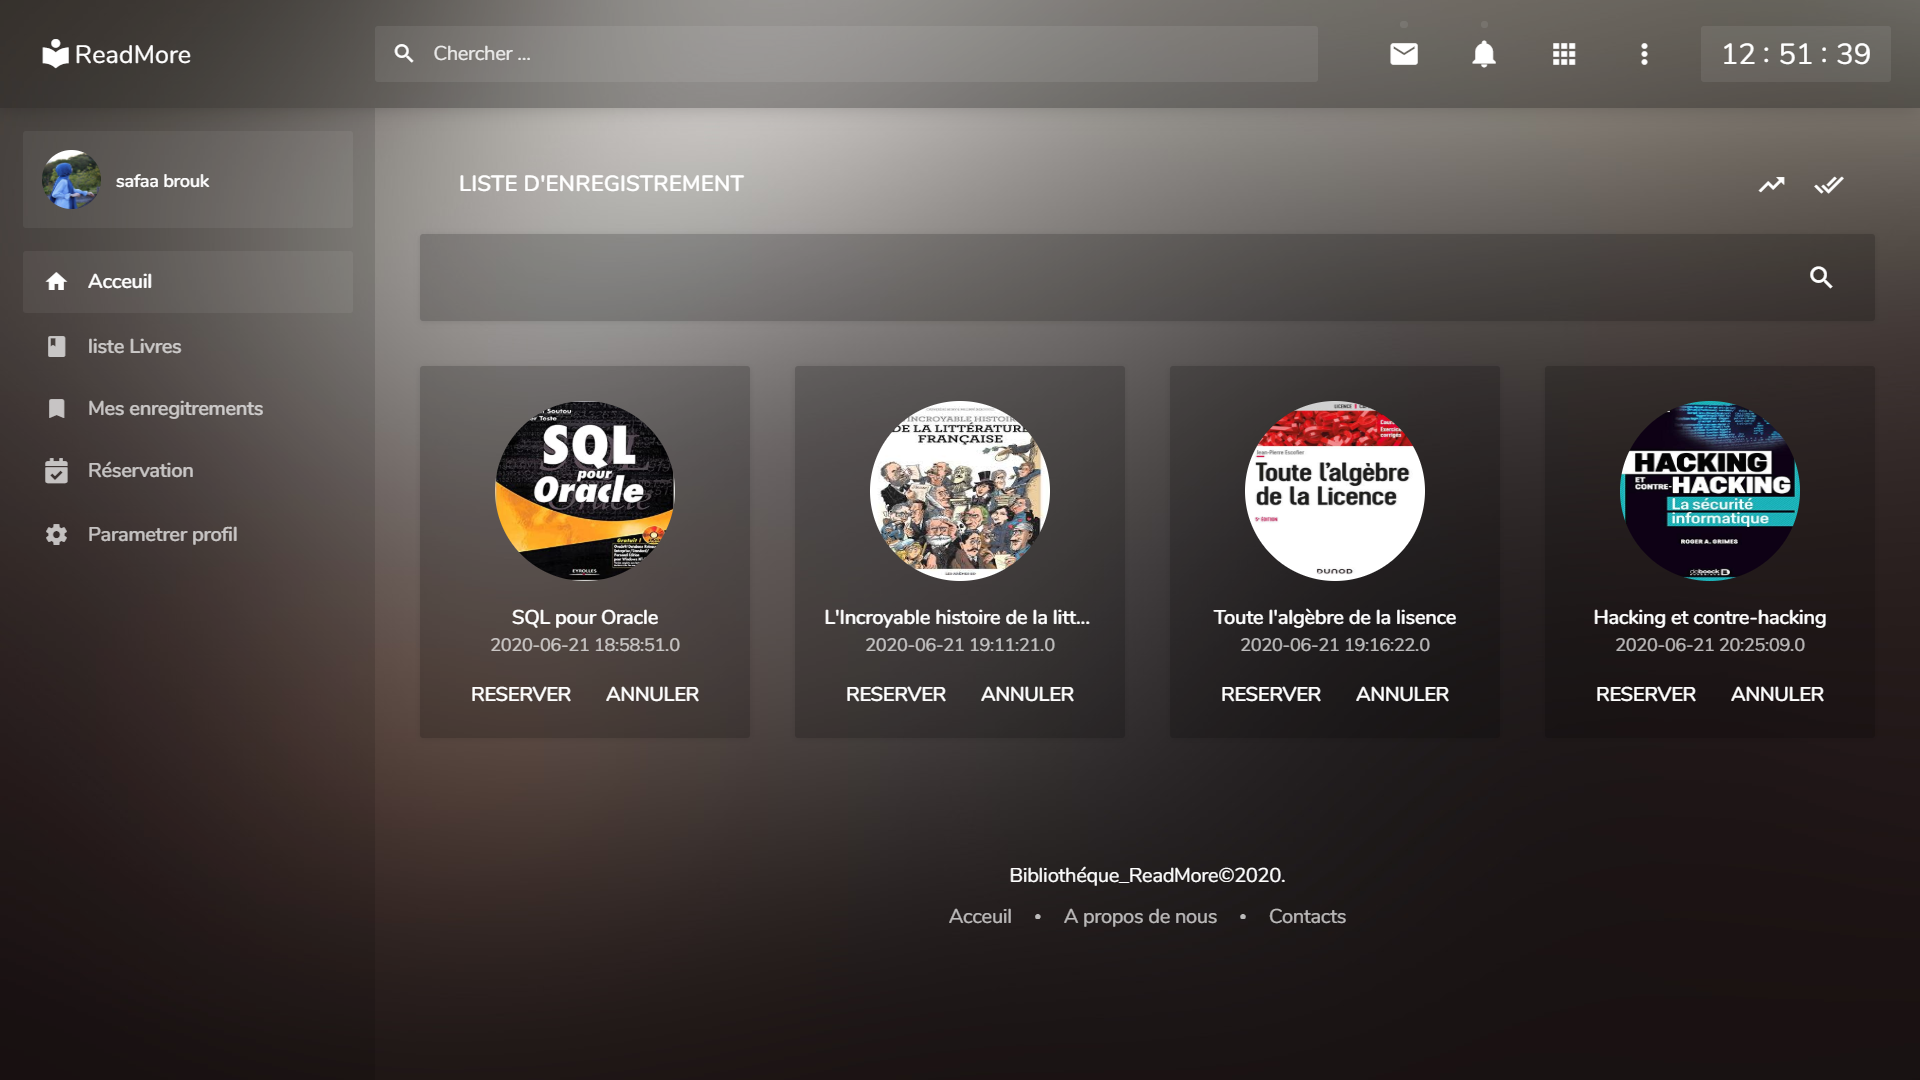 ReadMore
Chercher ...
12 : 51 : 39
safaa brouk
Acceuil
liste Livres
Mes enregitrements
Réservation
Parametrer profil
LISTE D'ENREGISTREMENT
SQL
pour
Oracle
EYROLLES
SQL pour Oracle
2020-06-21 18:58:51.0
RESERVER ANNULER
INCROYABLE HISTOIRE
DE LA LITTÉRATURE
FRANÇAISE
L'Incroyable histoire de la litt...
2020-06-21 19:11:21.0
RESERVER ANNULER
Jean-Pierre Escofier
Toute l'algèbre
de la Licence
DUNOD
Toute l'algèbre de la lisence
2020-06-21 19:16:22.0
RESERVER ANNULER
HACKING
ET
CONTRE-HACKING
La sécurité
informatique
ROGER A. GRIMES
deboeck
Hacking et contre-hacking
2020-06-21 20:25:09.0
RESERVER ANNULER
Bibliothéque_ReadMore©2020.
Acceuil • A propos de nous • Contacts